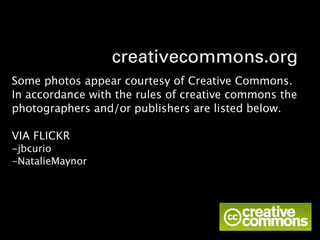 creativecommons.org
Some photos appear courtesy of Creative Commons.
In accordance with the rules of creative commons the
photographers and/or publishers are listed below.
VIA FLICKR
-jbcurio
-NatalieMaynor
cc creative
commons